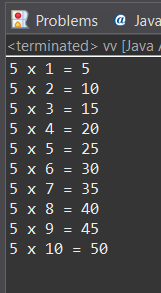 Problems @ Java
<terminated> vv [Java A
5 x 1 = 5
5 x 2 = 10
5 x 3 = 15
5 x 4 = 20
5 x 5 = 25
5 x 6 = 30
5 x 7 = 35
5 x 8 = 40
5 x 9 = 45
5 x 10 = 50